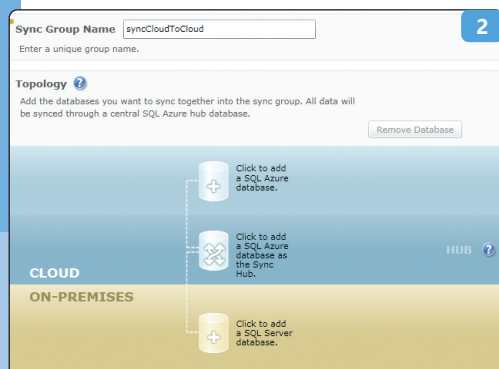 Sync Group Name syncCloudToCloud
2
Enter a unique group name.
Topology ?
Add the databases you want to sync together into the sync group. All data will
be synced through a central SQL Azure hub database.
Remove Database
Click to add
a SQL Azure
database.
Click to add
a SQL Azure
database as
the Sync
Hub.
HUB ?
CLOUD
ON-PREMISES
Click to add
a SQL Server
database.